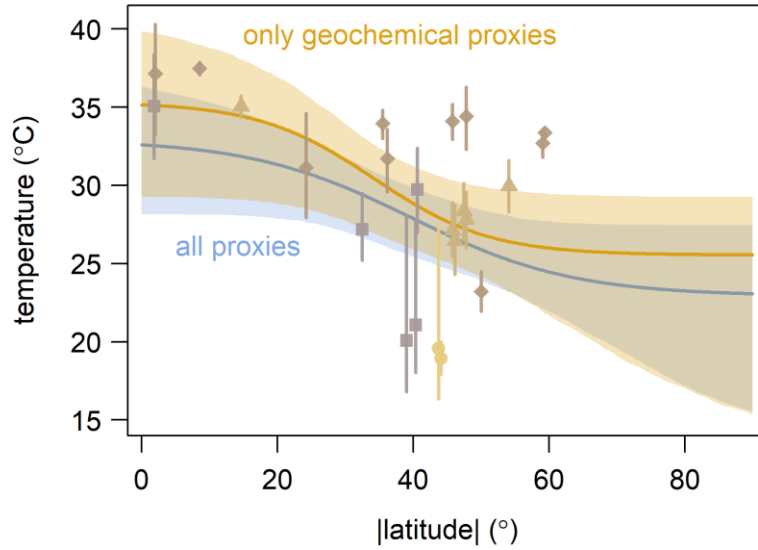 only geochemical proxies
all proxies
temperature (°C)
40
35
30
25
20
15
0 20 40 60 80
|latitude| (°)